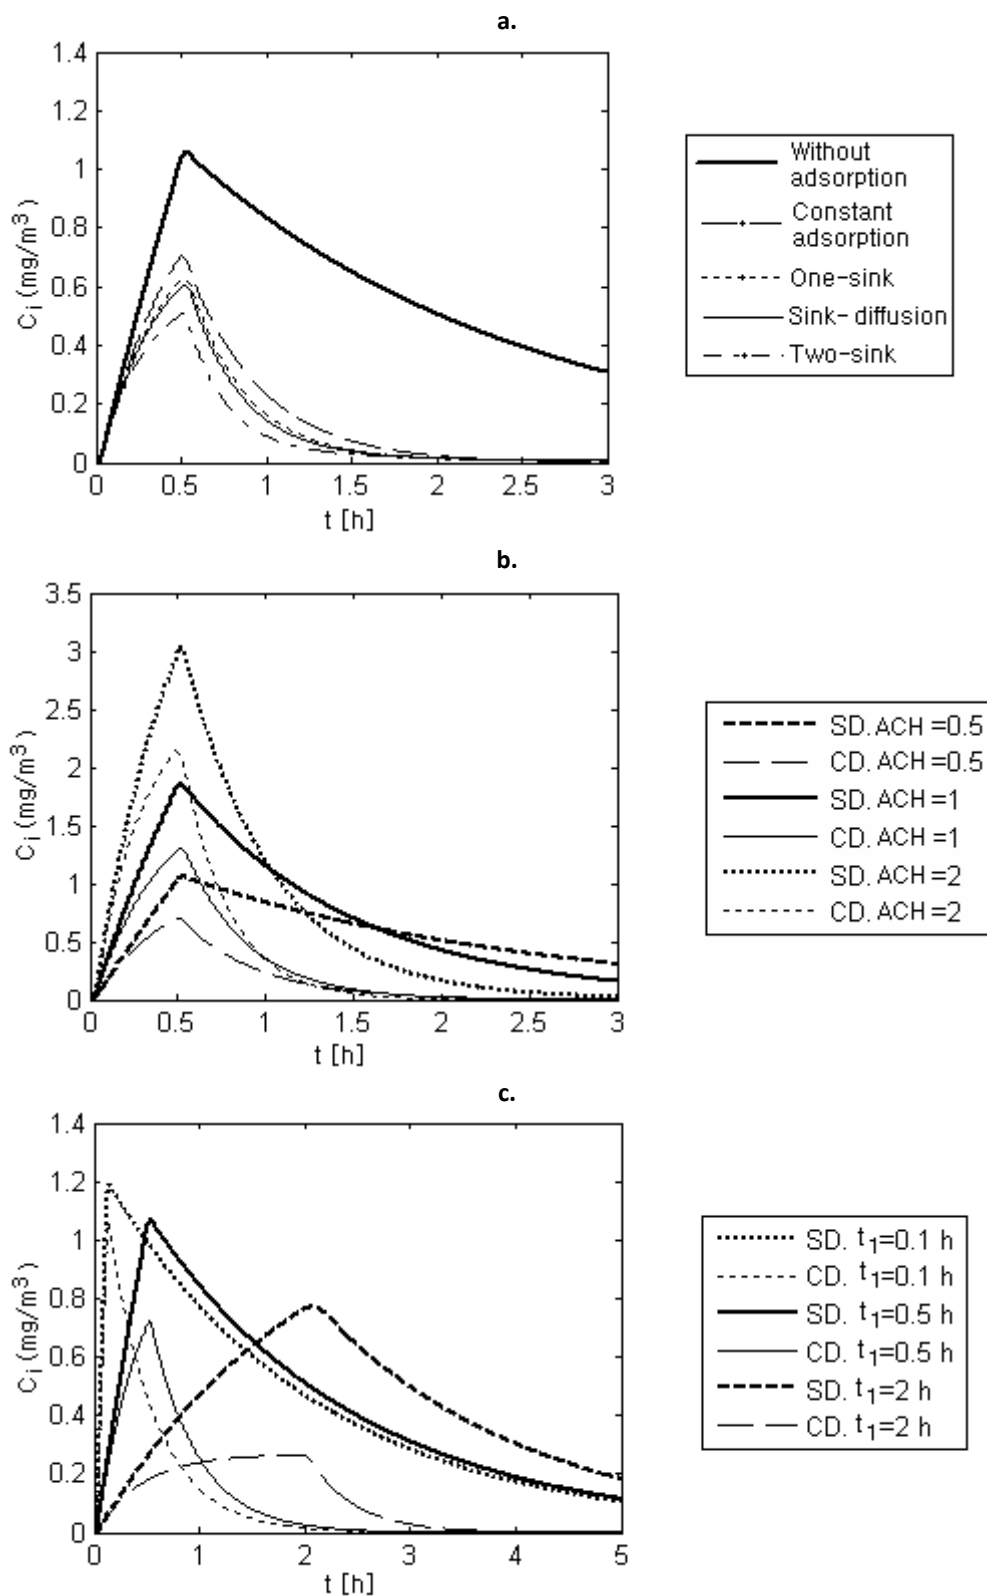 a.
1.4
1.2
1
0.8
0.6
0.4
0.2
0
C_i (mg/m³)
0 0.5 1 1.5 2 2.5 3
t [h]
Without
adsorption
Constant
adsorption
One-sink
Sink-diffusion
Two-sink
b.
3.5
3
2.5
2
1.5
1
0.5
0
C_i (mg/m³)
0 0.5 1 1.5 2 2.5 3
t [h]
SD. ACH =0.5
CD. ACH =0.5
SD. ACH =1
CD. ACH =1
SD. ACH =2
CD. ACH =2
c.
1.4
1.2
1
0.8
0.6
0.4
0.2
0
C_i (mg/m³)
0 1 2 3 4 5
t [h]
SD. t_1=0.1 h
CD. t_1=0.1 h
SD. t_1=0.5 h
CD. t_1=0.5 h
SD. t_1=2 h
CD. t_1=2 h